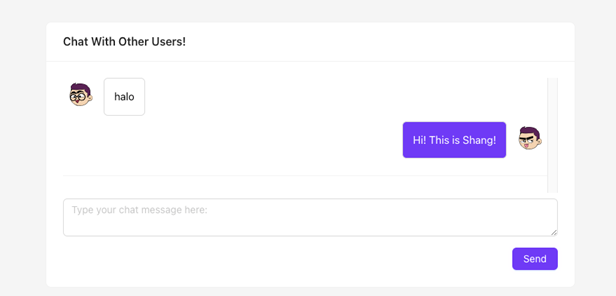 Chat With Other Users!
halo
Hi! This is Shang!
Type your chat message here:
Send